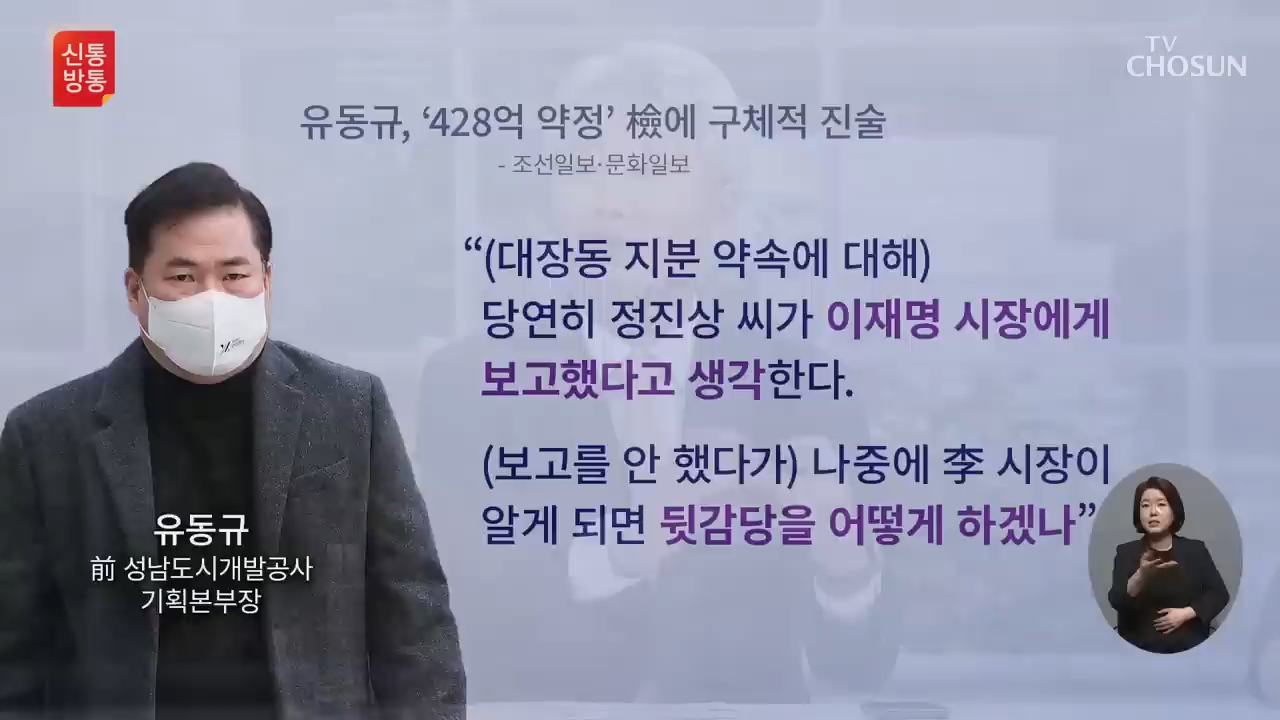 신통
방통
TV
CHOSUN
유동규, ‘428억 약정’ 檢에 구체적 진술
- 조선일보·문화일보
“(대장동 지분 약속에 대해)
당연히 정진상 씨가 이재명 시장에게
보고했다고 생각한다.
(보고를 안 했다가) 나중에 李 시장이
알게 되면 뒷감당을 어떻게 하겠나”
유동규
前 성남도시개발공사
기획본부장